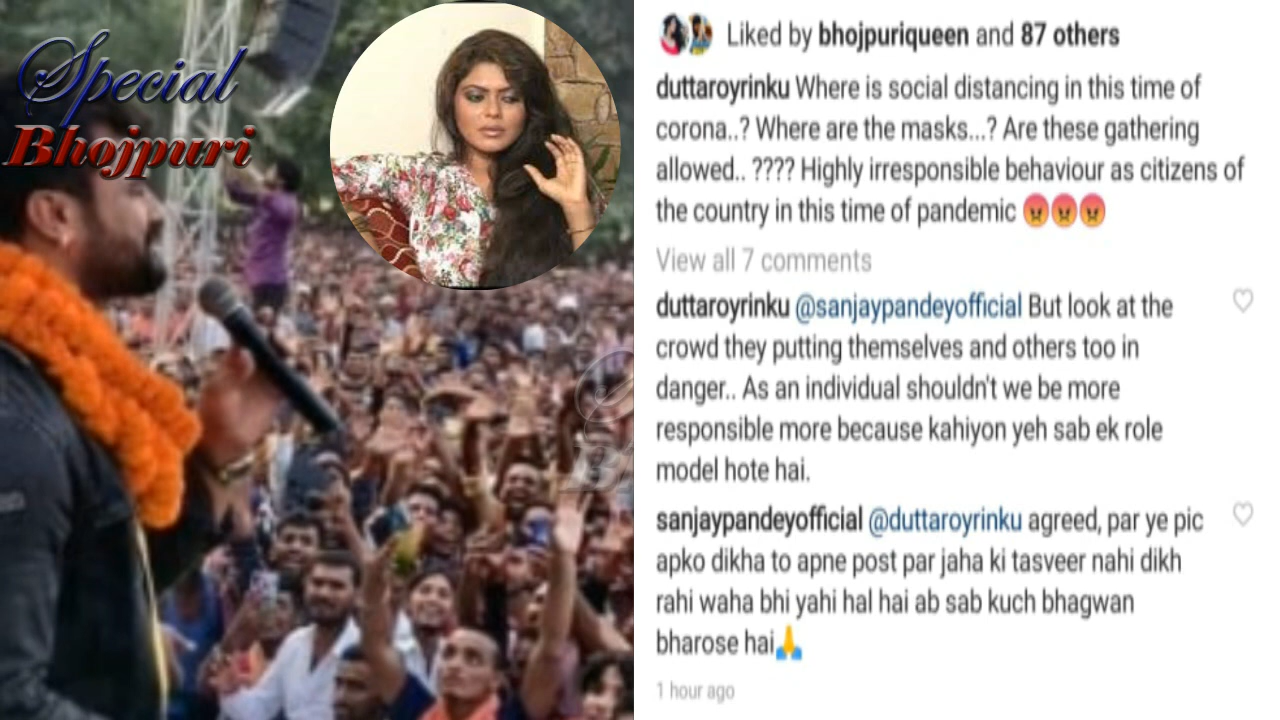 Special
Bhojpuri
Liked by bhojpuriqueen and 87 others
duttaroyrinku Where is social distancing in this time of
corona..? Where are the masks...? Are these gathering
allowed.. ???? Highly irresponsible behaviour as citizens of
the country in this time of pandemic 😡😡😡
View all 7 comments
duttaroyrinku @sanjaypandeyofficial But look at the
crowd they putting themselves and others too in
danger.. As an individual shouldn't we be more
responsible more because kahiyon yeh sab ek role
model hote hai.
sanjaypandeyofficial @duttaroyrinku agreed, par ye pic
apko dikha to apne post par jaha ki tasveer nahi dikh
rahi waha bhi yahi hal hai ab sab kuch bhagwan
bharose hai🙏
1 hour ago